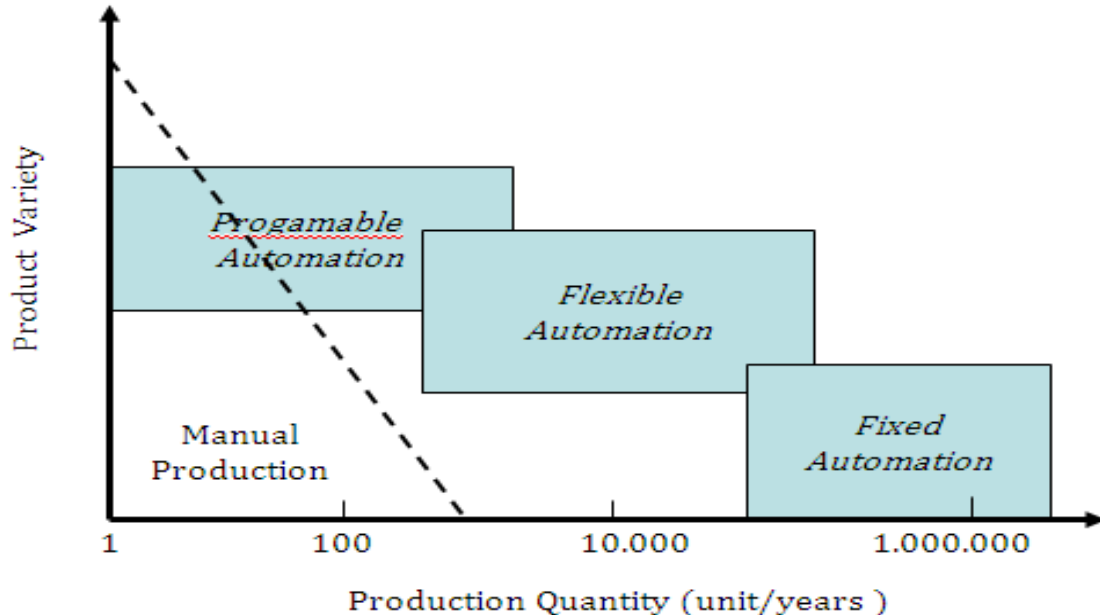 Product Variety
Progamable
Automation
Flexible
Automation
Fixed
Automation
Manual
Production
1
100
10.000
1.000.000
Production Quantity (unit/years )